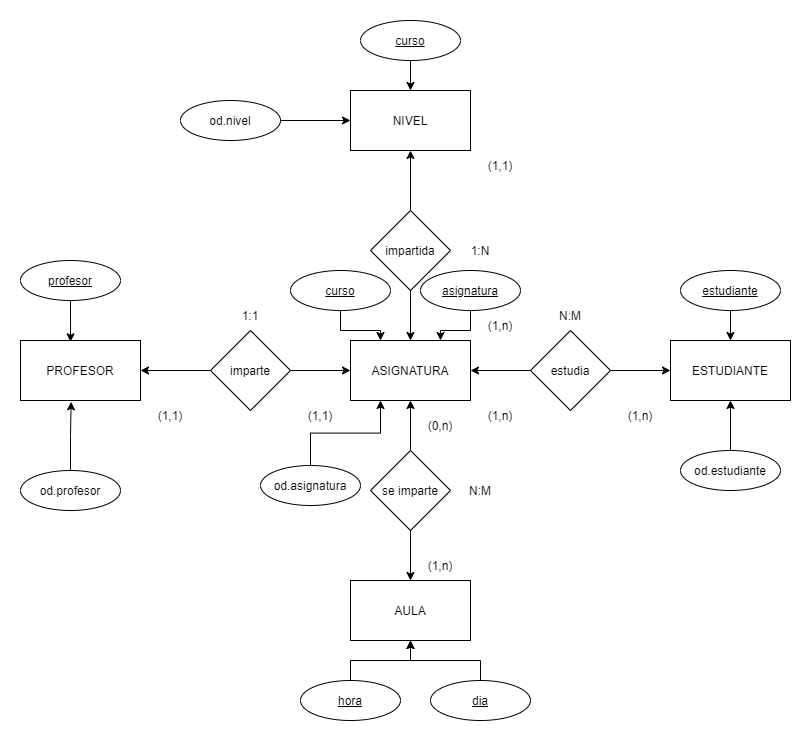 curso
od.nivel
NIVEL
(1,1)
impartida
1:N
profesor
curso
asignatura
estudiante
1:1
(1,n)
N:M
PROFESOR
imparte
ASIGNATURA
estudia
ESTUDIANTE
(1,1)
(1,1)
(0,n)
(1,n)
(1,n)
od.profesor
od.asignatura
se imparte
N:M
od.estudiante
(1,n)
AULA
hora
dia